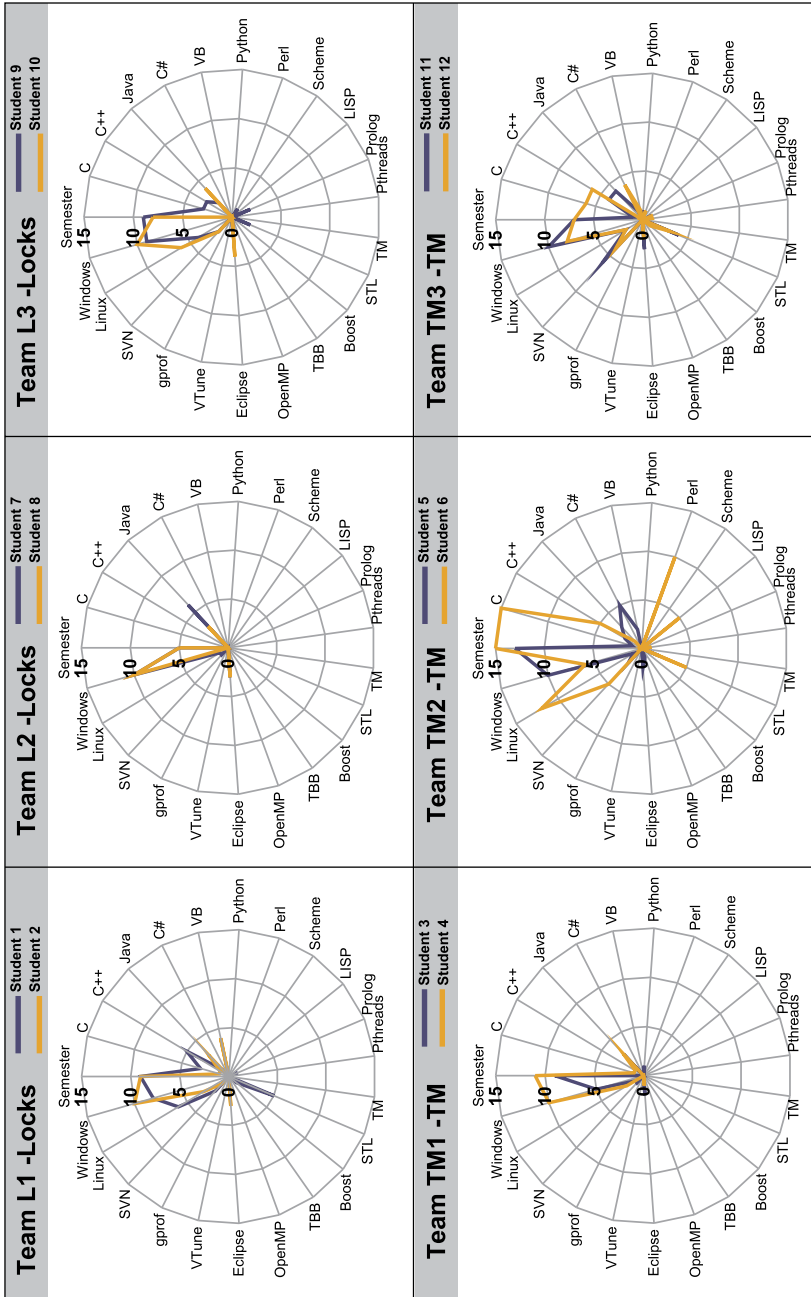 Team L1 -Locks
Student 1
Student 2
Semester
C
C++
Java
C#
VB
Python
Perl
Scheme
LISP
Prolog
Pthreads
TM
STL
Boost
TBB
OpenMP
Eclipse
VTune
gprof
SVN
Linux
Windows
15
10
5
0
Team L2 -Locks
Student 7
Student 8
Semester
C
C++
Java
C#
VB
Python
Perl
Scheme
LISP
Prolog
Pthreads
TM
STL
Boost
TBB
OpenMP
Eclipse
VTune
gprof
SVN
Linux
Windows
15
10
5
0
Team L3 -Locks
Student 9
Student 10
Semester
C
C++
Java
C#
VB
Python
Perl
Scheme
LISP
Prolog
Pthreads
TM
STL
Boost
TBB
OpenMP
Eclipse
VTune
gprof
SVN
Linux
Windows
15
10
5
0
Team TM1 -TM
Student 3
Student 4
Semester
C
C++
Java
C#
VB
Python
Perl
Scheme
LISP
Prolog
Pthreads
TM
STL
Boost
TBB
OpenMP
Eclipse
VTune
gprof
SVN
Linux
Windows
15
10
5
0
Team TM2 -TM
Student 5
Student 6
Semester
C
C++
Java
C#
VB
Python
Perl
Scheme
LISP
Prolog
Pthreads
TM
STL
Boost
TBB
OpenMP
Eclipse
VTune
gprof
SVN
Linux
Windows
15
10
5
0
Team TM3 -TM
Student 11
Student 12
Semester
C
C++
Java
C#
VB
Python
Perl
Scheme
LISP
Prolog
Pthreads
TM
STL
Boost
TBB
OpenMP
Eclipse
VTune
gprof
SVN
Linux
Windows
15
10
5
0